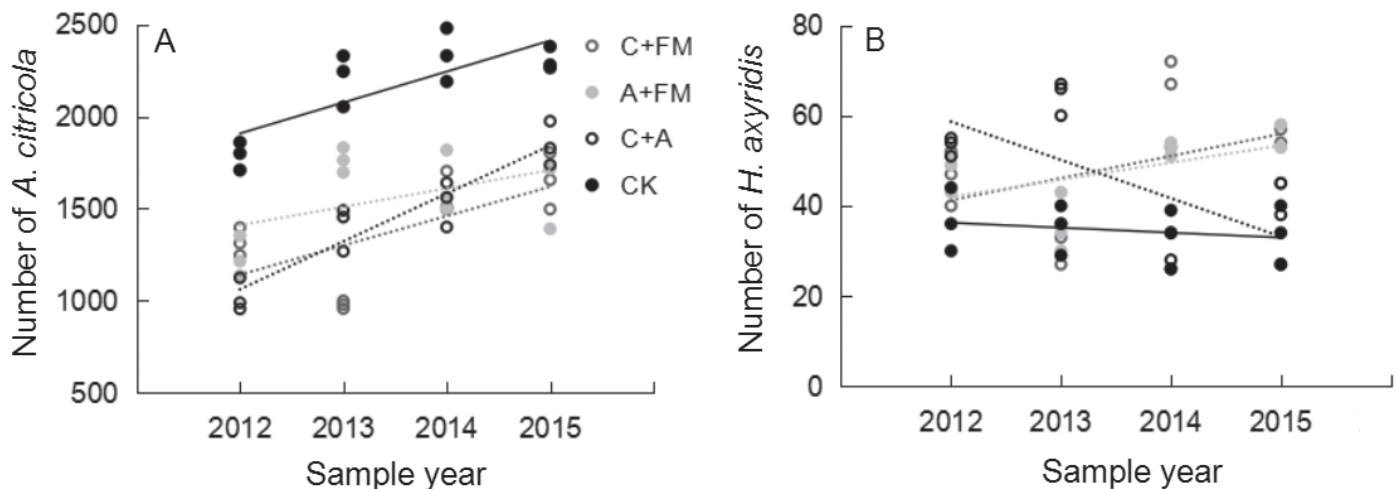 A
Number of A. citricola
2500
2000
1500
1000
500
2012 2013 2014 2015
Sample year
C+FM
A+FM
C+A
CK
B
Number of H. axyridis
80
60
40
20
0
2012 2013 2014 2015
Sample year